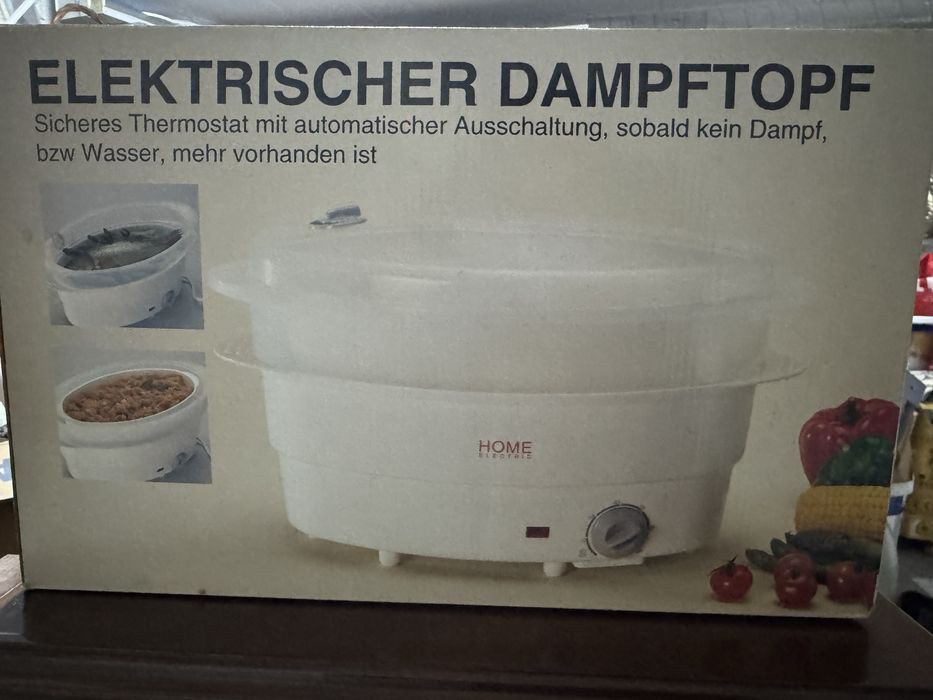 ELEKTRISCHER DAMPFTOPF
Sicheres Thermostat mit automatischer Ausschaltung, sobald kein Dampf,
bzw Wasser, mehr vorhanden ist
HOME
ELECTRIC